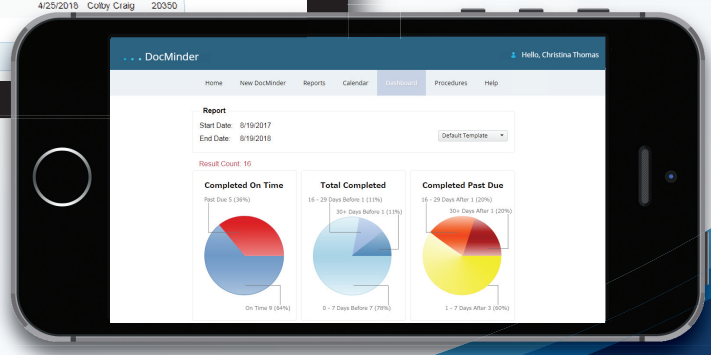 4/25/2018 Colby Craig 20350
. . . DocMinder
Hello, Christina Thomas
Home New DocMinder Reports Calendar Dashboard Procedures Help
Report
Start Date: 8/19/2017
End Date: 8/19/2018
Default Template
Result Count: 16
Completed On Time
Past Due 5 (36%)
On Time 9 (64%)
Total Completed
16 - 29 Days Before 1 (11%)
30+ Days Before 1 (11%)
0 - 7 Days Before 7 (78%)
Completed Past Due
16 - 29 Days After 1 (20%)
30+ Days After 1 (20%)
1 - 7 Days After 3 (60%)